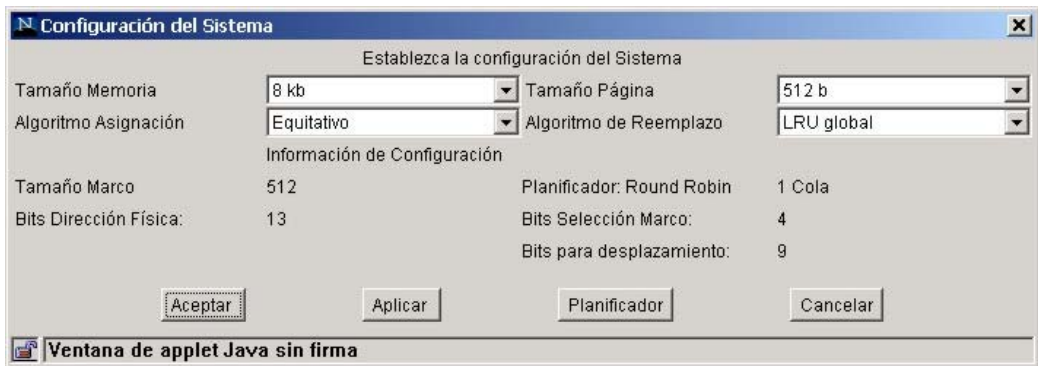 Configuración del Sistema
Establezca la configuración del Sistema
Tamaño Memoria 8 kb Tamaño Página 512 b
Algoritmo Asignación Equitativo Algoritmo de Reemplazo LRU global
Información de Configuración
Tamaño Marco 512 Planificador: Round Robin 1 Cola
Bits Dirección Física: 13 Bits Selección Marco: 4
Bits para desplazamiento: 9
Aceptar Aplicar Planificador Cancelar
Ventana de applet Java sin firma